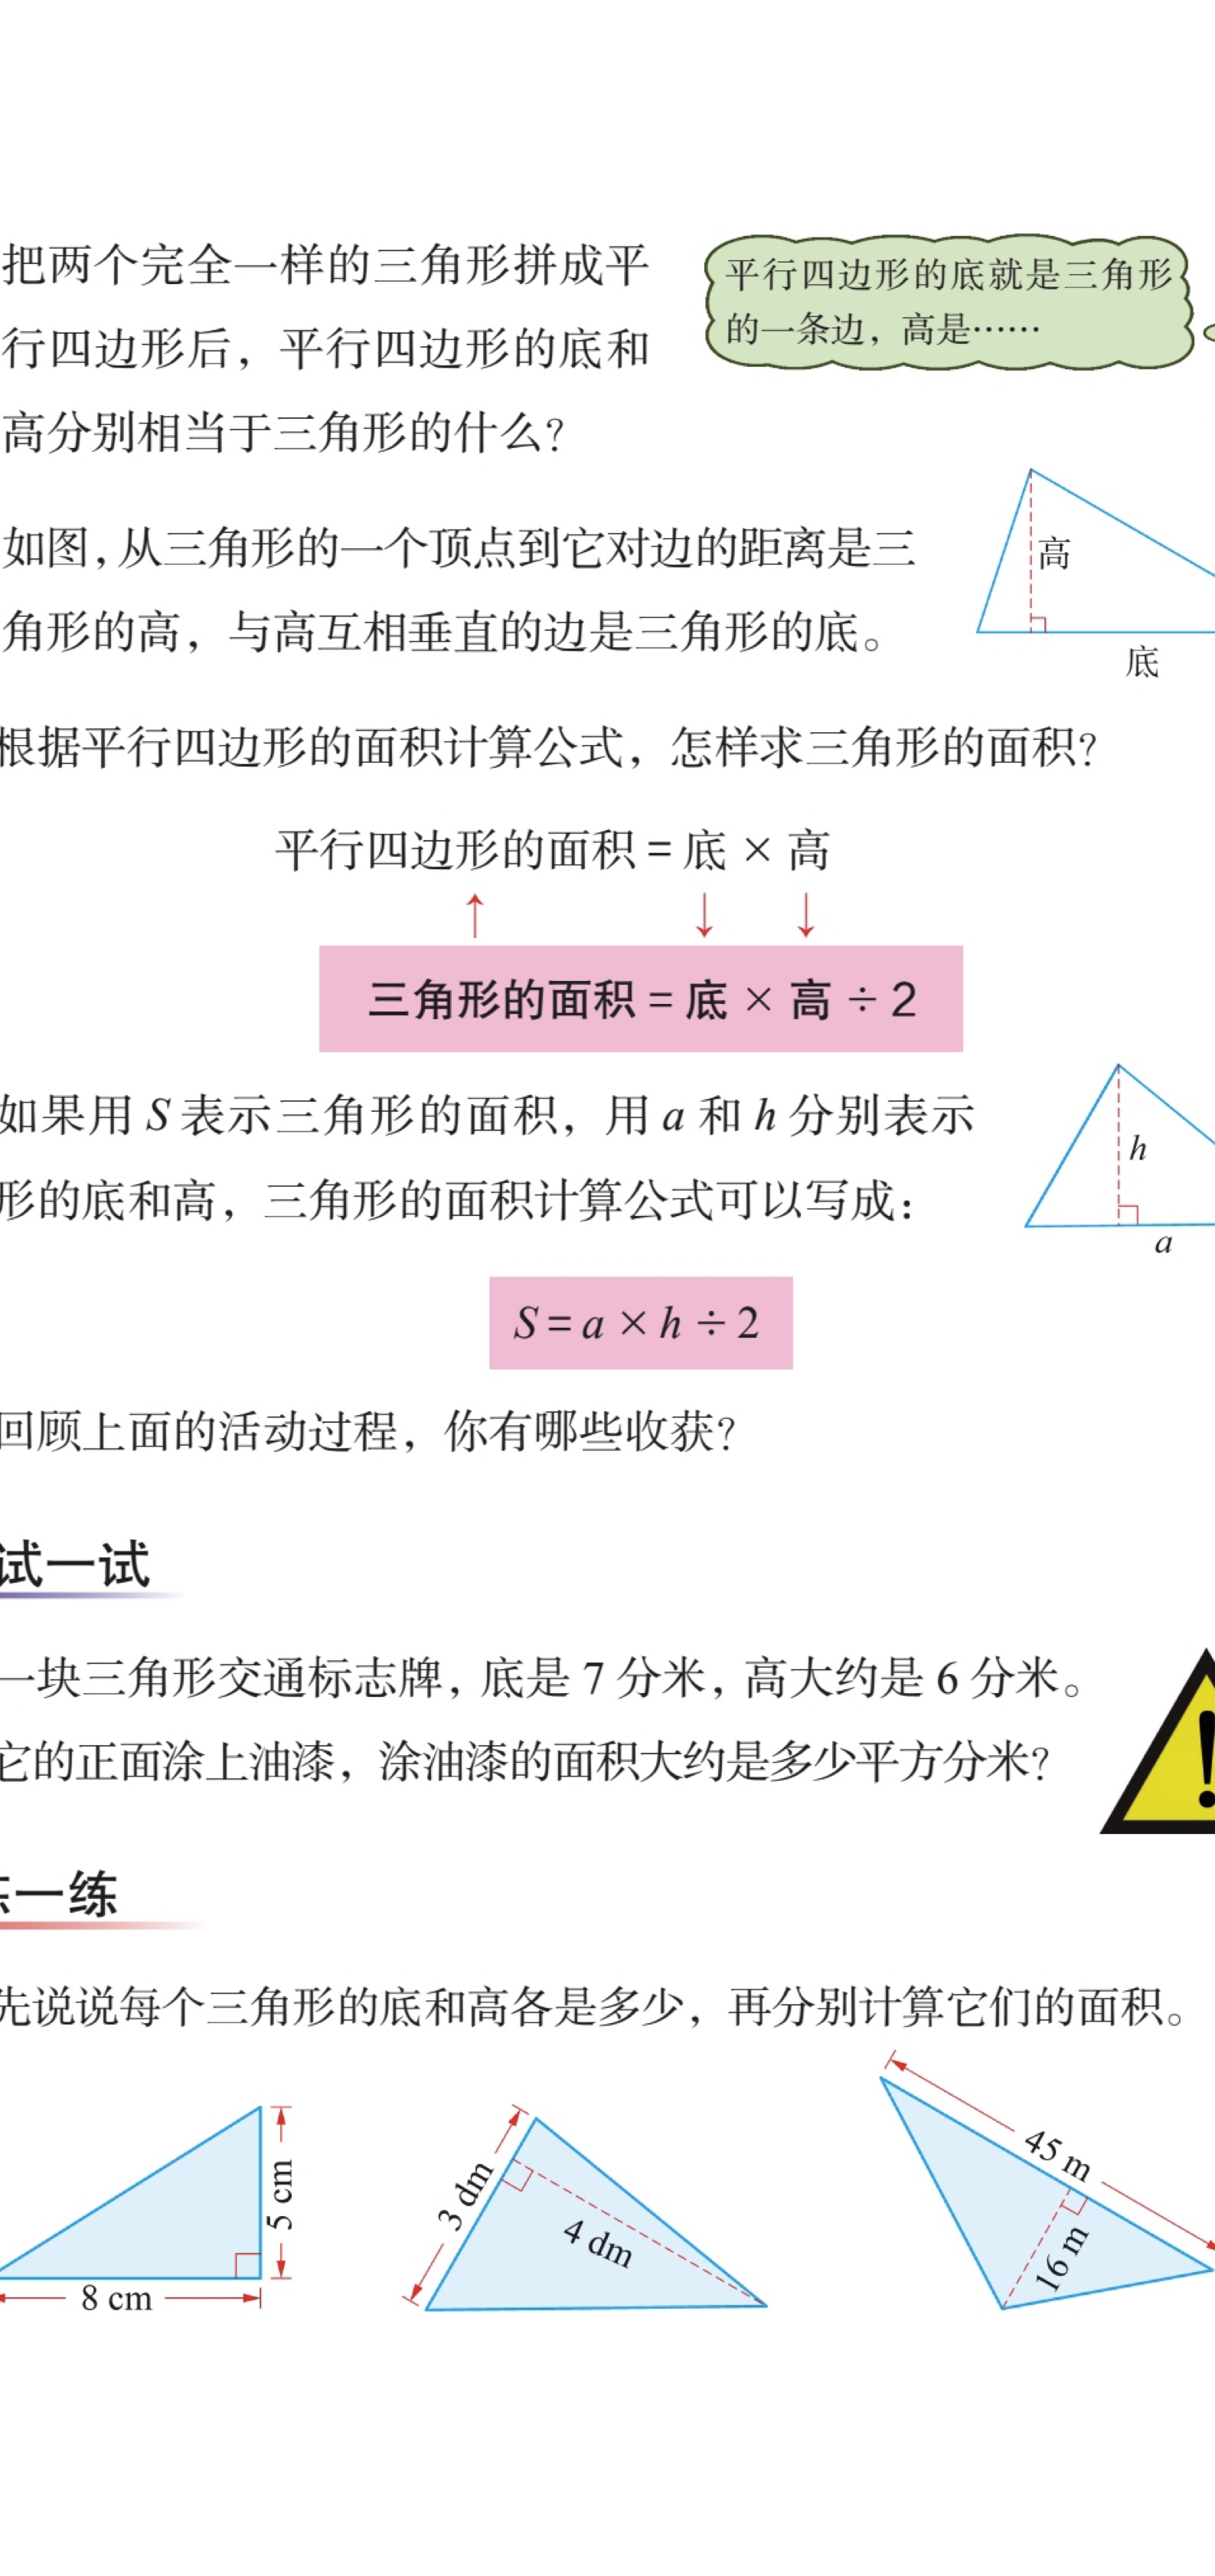 把两个完全一样的三角形拼成平
行四边形后，平行四边形的底和
高分别相当于三角形的什么？
平行四边形的底就是三角形
的一条边，高是……
如图，从三角形的一个顶点到它对边的距离是三
角形的高，与高互相垂直的边是三角形的底。
高
底
根据平行四边形的面积计算公式，怎样求三角形的面积？
平行四边形的面积 = 底 × 高
↑ ↓ ↓
三角形的面积 = 底 × 高 ÷ 2
如果用 S 表示三角形的面积，用 a 和 h 分别表示
形的底和高，三角形的面积计算公式可以写成：
h
a
S = a × h ÷ 2
回顾上面的活动过程，你有哪些收获？
试一试
一块三角形交通标志牌，底是 7 分米，高大约是 6 分米。
它的正面涂上油漆，涂油漆的面积大约是多少平方分米？
!
练一练
先说说每个三角形的底和高各是多少，再分别计算它们的面积。
5 cm
8 cm
3 dm
4 dm
45 m
16 m